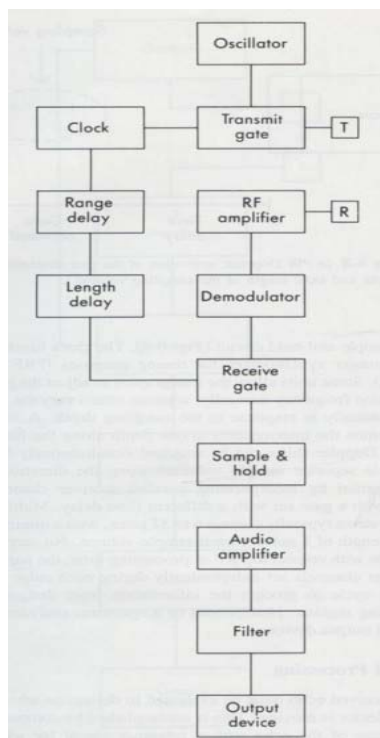 Oscillator
Clock
Transmit
gate
T
Range
delay
RF
amplifier
R
Length
delay
Demodulator
Receive
gate
Sample &
hold
Audio
amplifier
Filter
Output
device